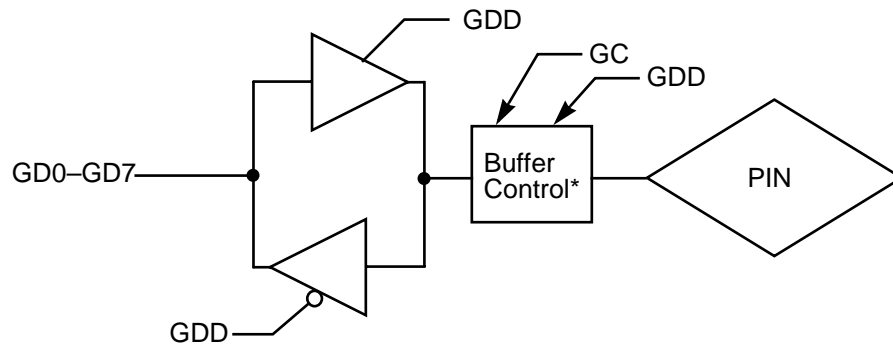 GDD
GC
GDD
GD0–GD7
Buffer
Control*
PIN
GDD